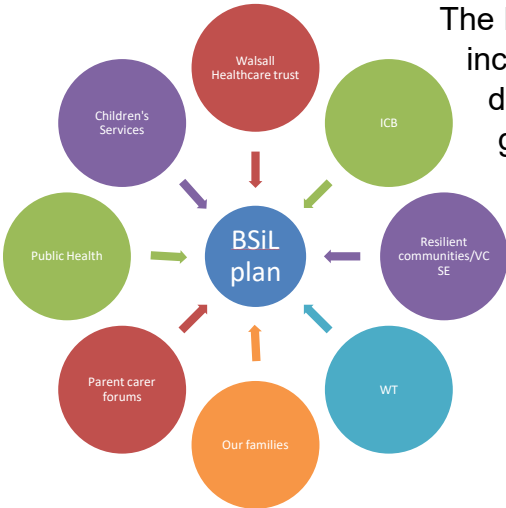 The
inc
d
g
Walsall
Healthcare trust
ICB
Resilient
communities/VC
SE
WT
Our families
Parent carer
forums
Public Health
Children's
Services
BSiL
plan